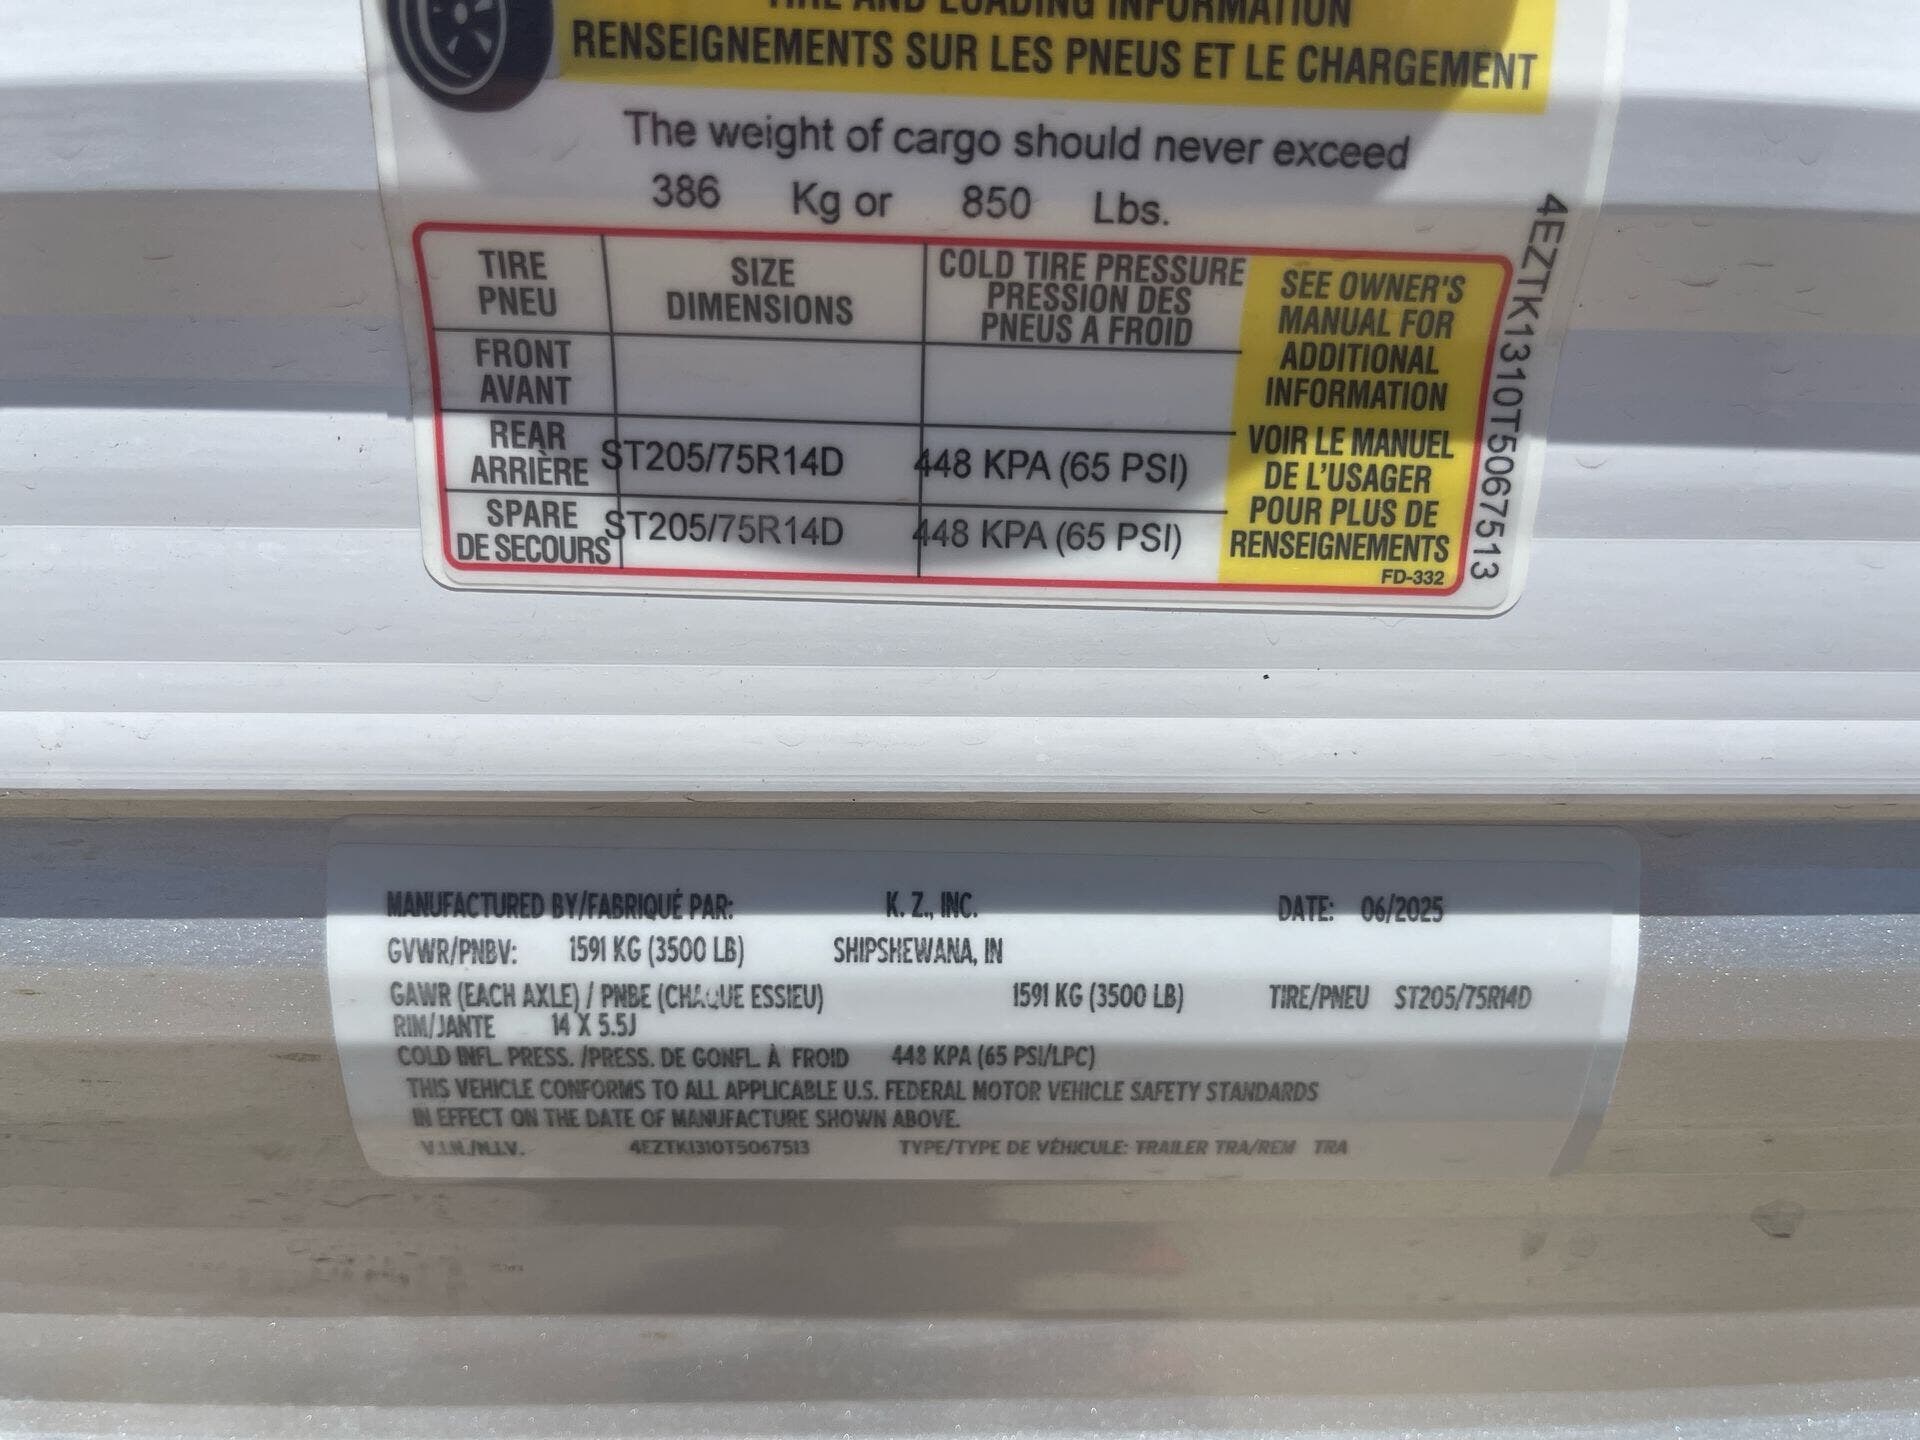 TIRE AND LOADING INFORMATION
RENSEIGNEMENTS SUR LES PNEUS ET LE CHARGEMENT
The weight of cargo should never exceed
386 Kg or 850 Lbs.
TIRE PNEU
SIZE DIMENSIONS
COLD TIRE PRESSURE
PRESSION DES
PNEUS A FROID
FRONT
AVANT
REAR
ARRIÈRE
ST205/75R14D 448 KPA (65 PSI)
SPARE
DE SECOURS
ST205/75R14D 448 KPA (65 PSI)
SEE OWNER'S
MANUAL FOR
ADDITIONAL
INFORMATION
VOIR LE MANUEL
DE L'USAGER
POUR PLUS DE
RENSEIGNEMENTS
FD-332
4EZTK1310T5067513
MANUFACTURED BY/FABRIQUÉ PAR: K. Z., INC. DATE: 06/2025
GVWR/PNBV: 1591 KG (3500 LB) SHIPSHEWANA, IN
GAWR (EACH AXLE) / PNBE (CHAQUE ESSIEU) 1591 KG (3500 LB) TIRE/PNEU ST205/75R14D
RIM/JANTE 14 X 5.5J
COLD INFL. PRESS. /PRESS. DE GONFL. À FROID 448 KPA (65 PSI/LPC)
THIS VEHICLE CONFORMS TO ALL APPLICABLE U.S. FEDERAL MOTOR VEHICLE SAFETY STANDARDS
IN EFFECT ON THE DATE OF MANUFACTURE SHOWN ABOVE.
V.I.N./N.I.V. 4EZTK1310T5067513 TYPE/TYPE DE VÉHICULE: TRAILER TRA/REM TRA